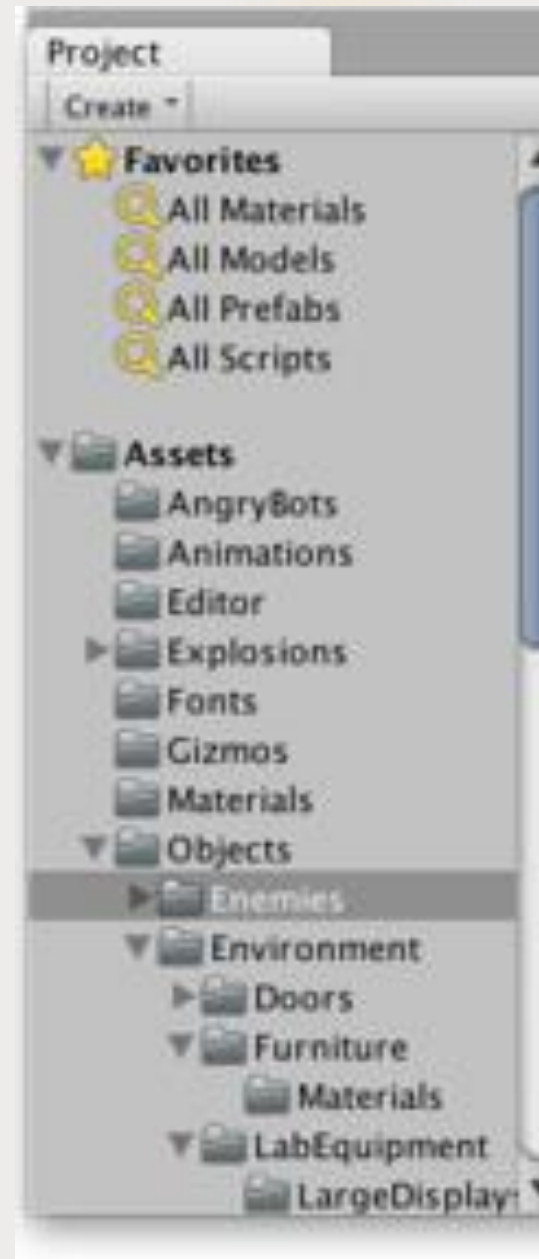 Project
Create
Favorites
All Materials
All Models
All Prefabs
All Scripts
Assets
AngryBots
Animations
Editor
Explosions
Fonts
Gizmos
Materials
Objects
Enemies
Environment
Doors
Furniture
Materials
LabEquipment
LargeDisplay